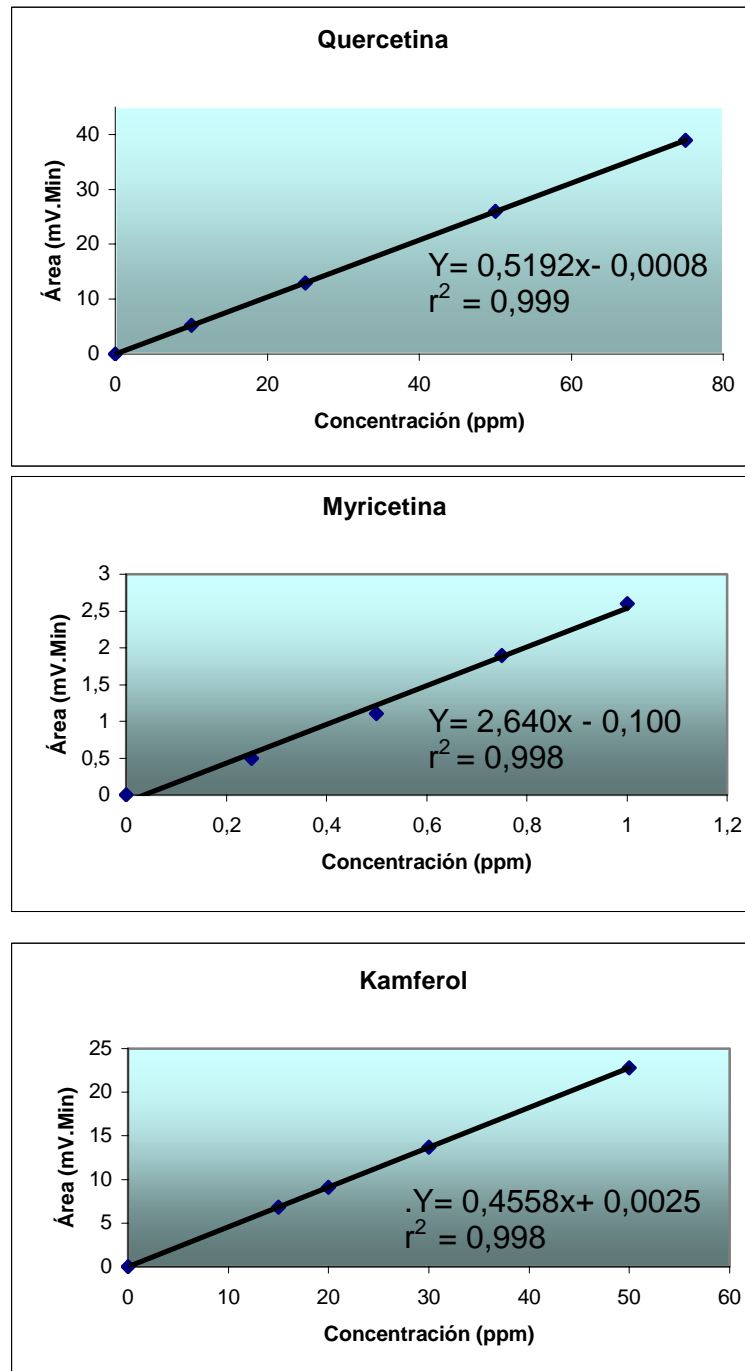 Quercetina
Área (mV.Min)
40
30
20
10
0
Y= 0,5192x- 0,0008
r² = 0,999
0 20 40 60 80
Concentración (ppm)
Myricetina
Área (mV.Min)
3
2,5
2
1,5
1
0,5
0
Y= 2,640x - 0,100
r² = 0,998
0 0,2 0,4 0,6 0,8 1 1,2
Concentración (ppm)
Kamferol
Área (mV.Min)
25
20
15
10
5
0
.Y= 0,4558x+ 0,0025
r² = 0,998
0 10 20 30 40 50 60
Concentración (ppm)